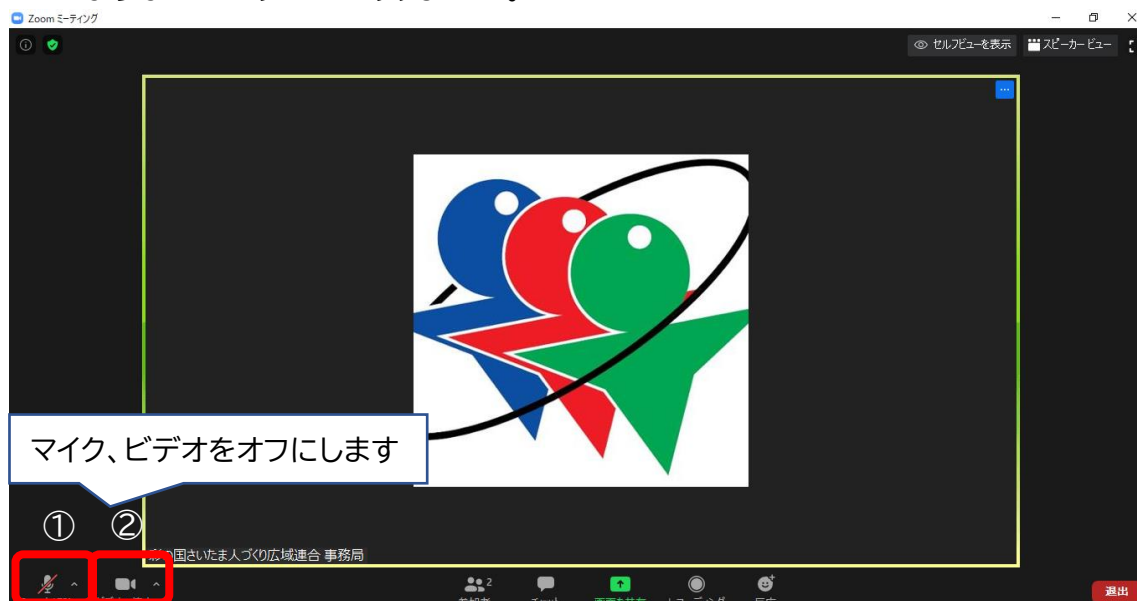 Zoom ミーティング
セルフビューを表示
スピーカー ビュー
マイク、ビデオをオフにします
① ②
彩の国さいたま人づくり広域連合 事務局
2
退出